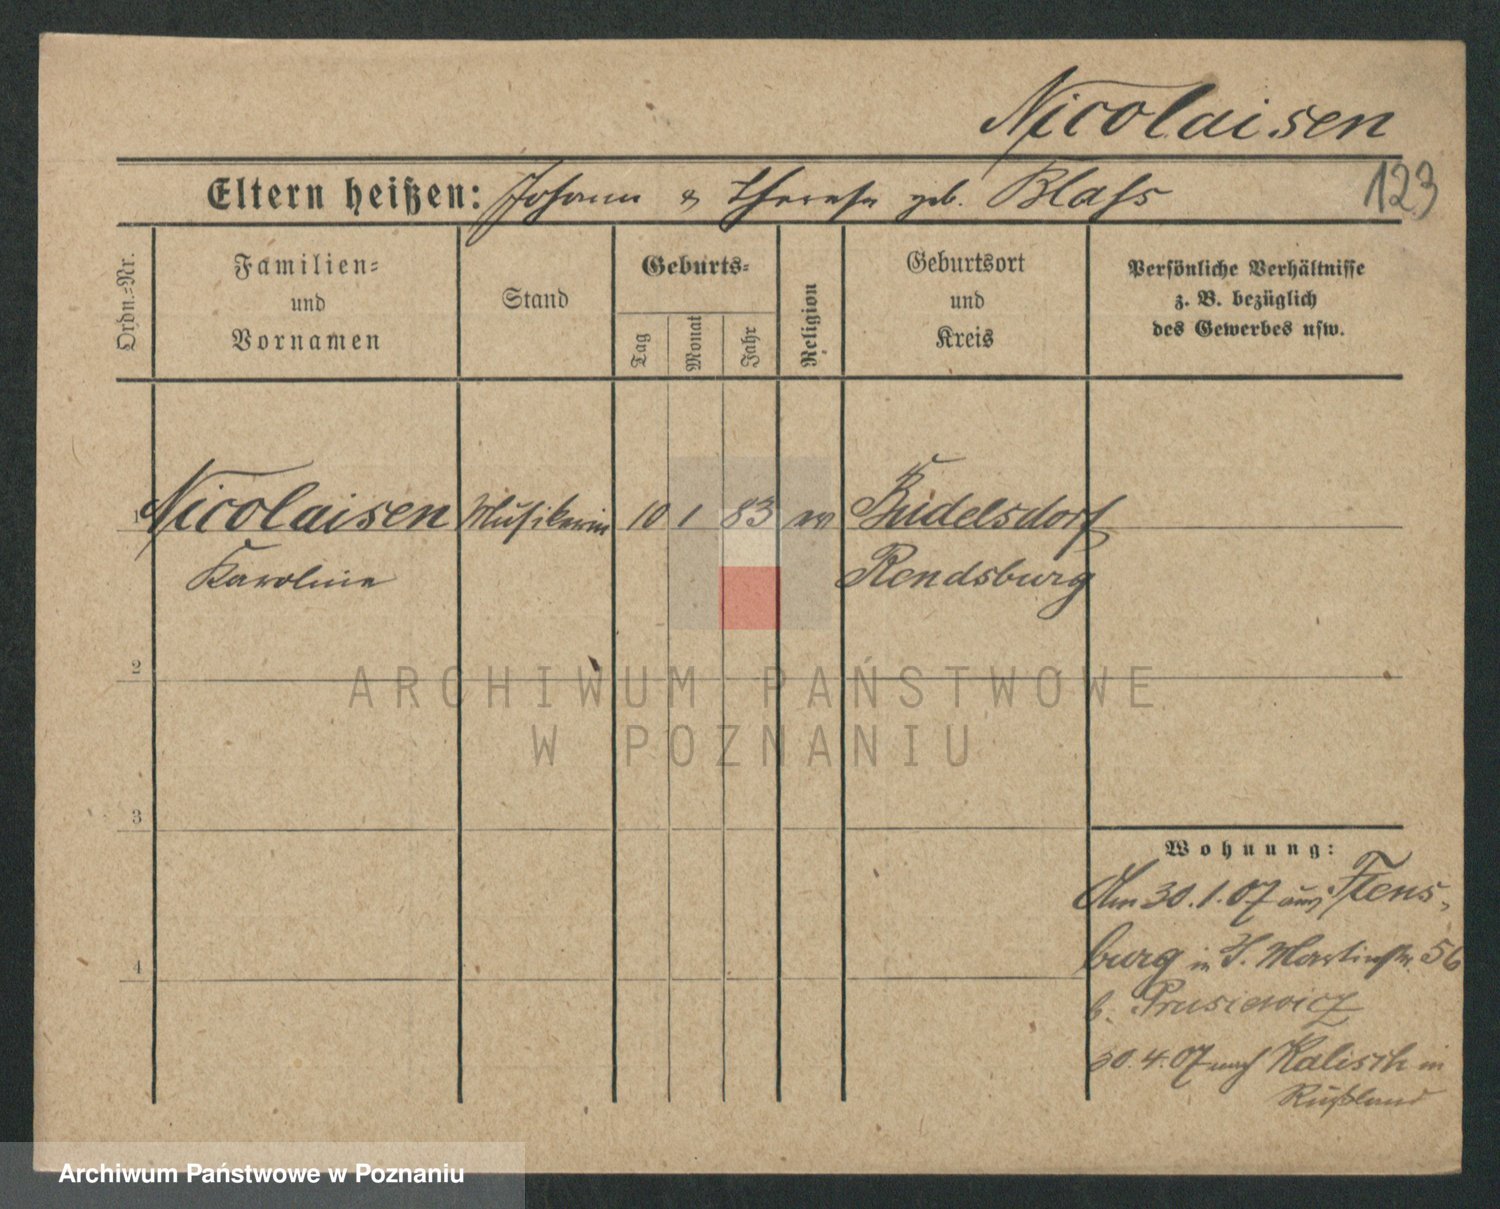 Nicolaisen
123
Eltern heißen: Johann & Therese geb. Blass
Ordn.-Nr.
Familien-
und
Vornamen
Stand
Geburts-
Tag
Monat
Jahr
Religion
Geburtsort
und
Kreis
Persönliche Verhältnisse
z. B. bezüglich
des Gewerbes usw.
1 Nicolaisen Musikerin 10 1 83 Büdelsdorf
Karoline Rendsburg
2
3
4
Wohnung:
Am 30.1.07 aus Flens-
burg in St. Martinstr. 56
b. Prusiewicz
30.4.07 nach Kalisch in
Rußland
ARCHIWUM PAŃSTWOWE
W POZNANIU
Archiwum Państwowe w Poznaniu